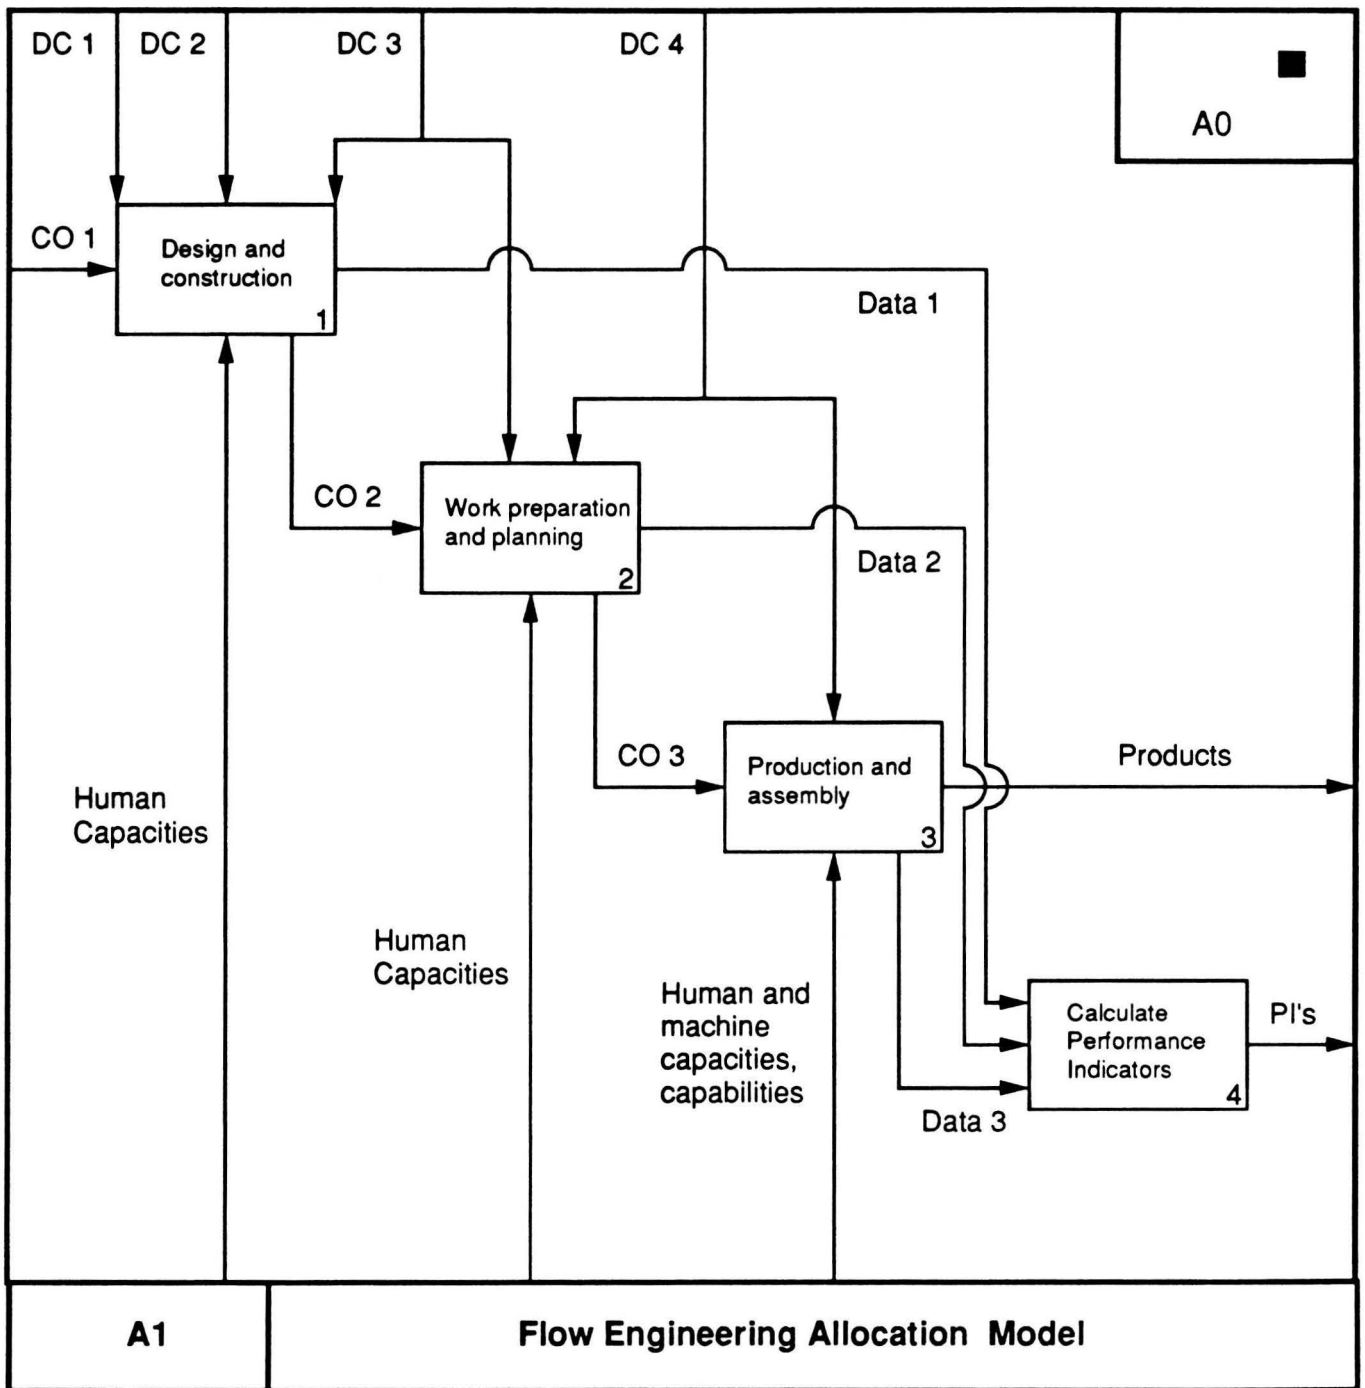 DC 1
DC 2
DC 3
DC 4
A0
CO 1
Design and
construction
1
Data 1
CO 2
Work preparation
and planning
2
Data 2
CO 3
Production and
assembly
3
Products
Human
Capacities
Human
Capacities
Human and
machine
capacities,
capabilities
Calculate
Performance
Indicators
4
PI's
Data 3
A1
Flow Engineering Allocation Model